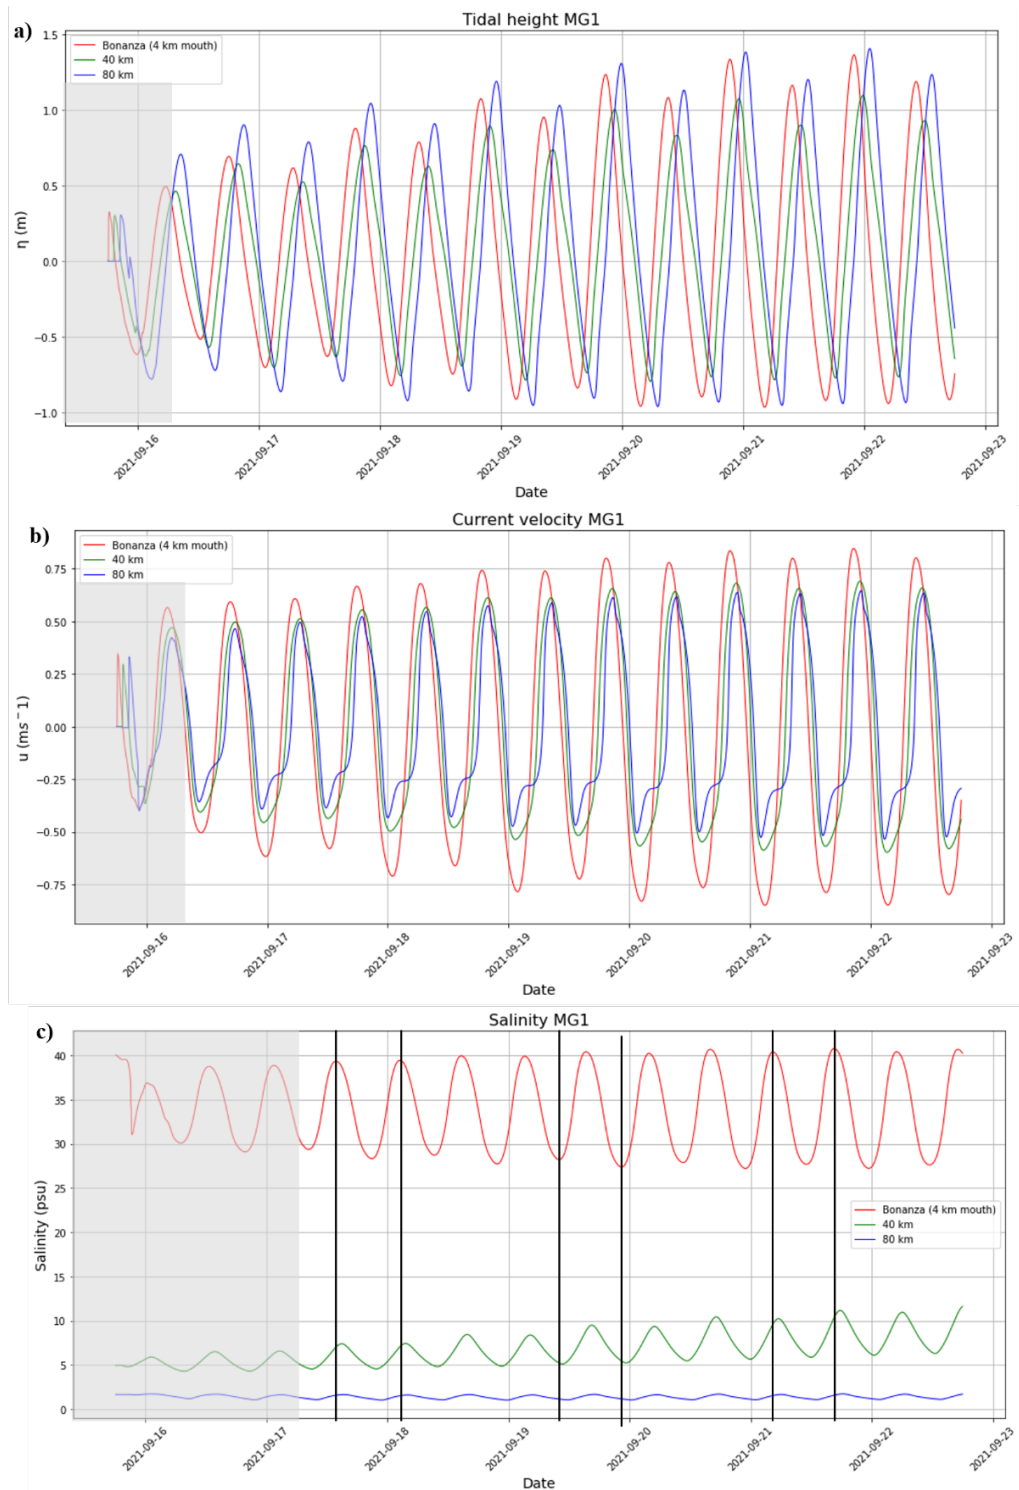 a)
Tidal height MG1
Bonanza (4 km mouth)
40 km
80 km
1.5
1.0
0.5
0.0
−0.5
−1.0
η (m)
2021-09-16
2021-09-17
2021-09-18
2021-09-19
2021-09-20
2021-09-21
2021-09-22
2021-09-23
Date
b)
Current velocity MG1
Bonanza (4 km mouth)
40 km
80 km
0.75
0.50
0.25
0.00
−0.25
−0.50
−0.75
u (ms⁻1)
2021-09-16
2021-09-17
2021-09-18
2021-09-19
2021-09-20
2021-09-21
2021-09-22
2021-09-23
Date
c)
Salinity MG1
40
35
30
25
20
15
10
5
0
Salinity (psu)
Bonanza (4 km mouth)
40 km
80 km
2021-09-16
2021-09-17
2021-09-18
2021-09-19
2021-09-20
2021-09-21
2021-09-22
2021-09-23
Date